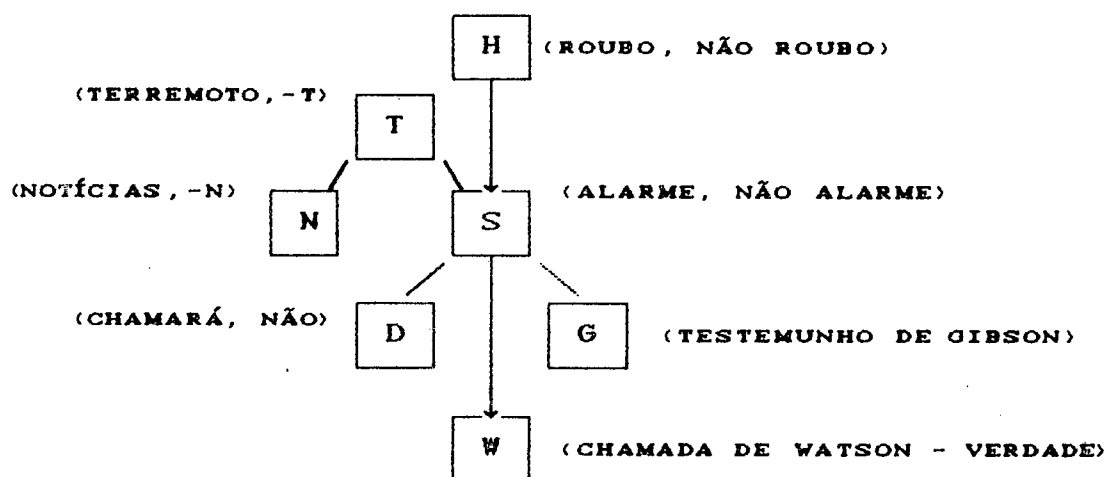 H (ROUBO, NÃO ROUBO)
(TERREMOTO, -T)
T
(NOTÍCIAS, -N)
N
S
(ALARME, NÃO ALARME)
(CHAMARÁ, NÃO)
D
G
(TESTEMUNHO DE GIBSON)
W
(CHAMADA DE WATSON - VERDADE)